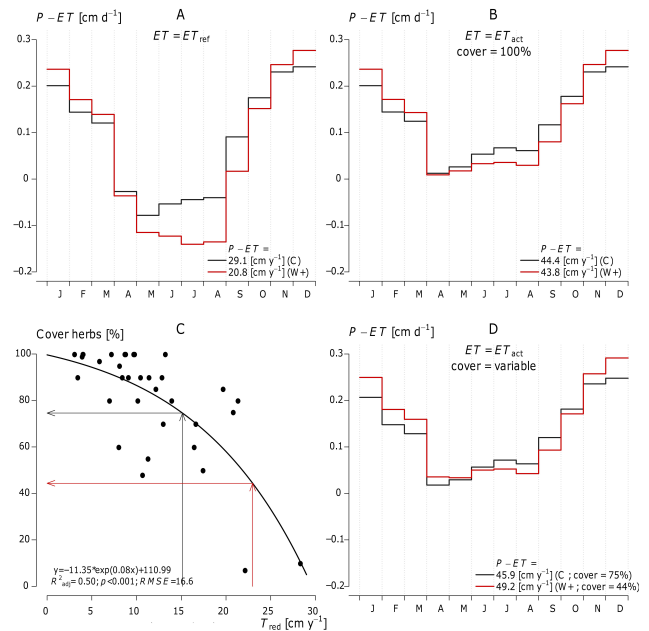 P – ET [cm d⁻¹]
A
ET = ET_ref
0.3
0.2
0.1
0
−0.1
−0.2
P – ET =
29.1 [cm y⁻¹] (C)
20.8 [cm y⁻¹] (W+)
J F M A M J J A S O N D
P – ET [cm d⁻¹]
B
ET = ET_act
cover = 100%
0.3
0.2
0.1
0
−0.1
−0.2
P – ET =
44.4 [cm y⁻¹] (C)
43.8 [cm y⁻¹] (W+)
J F M A M J J A S O N D
Cover herbs [%]
C
100
80
60
40
20
0
y=−11.35*exp(0.08x)+110.99
R²_adj = 0.50; p<0.001; RMSE=16.6
0 5 10 15 20 25 30
T_red [cm y⁻¹]
P – ET [cm d⁻¹]
D
ET = ET_act
cover = variable
0.3
0.2
0.1
0
−0.1
−0.2
P – ET =
45.9 [cm y⁻¹] (C ; cover = 75%)
49.2 [cm y⁻¹] (W+ ; cover = 44%)
J F M A M J J A S O N D